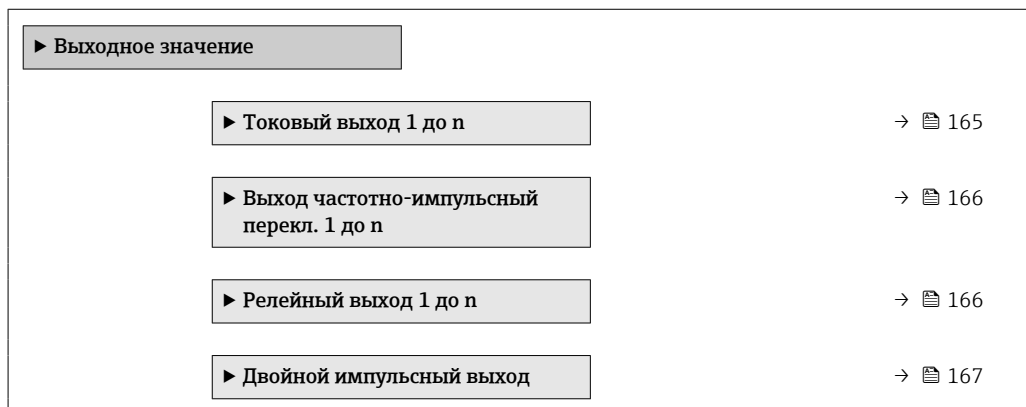 ▶ Выходное значение
▶ Токовый выход 1 до n → 165
▶ Выход частотно-импульсный
перекл. 1 до n → 166
▶ Релейный выход 1 до n → 166
▶ Двойной импульсный выход → 167